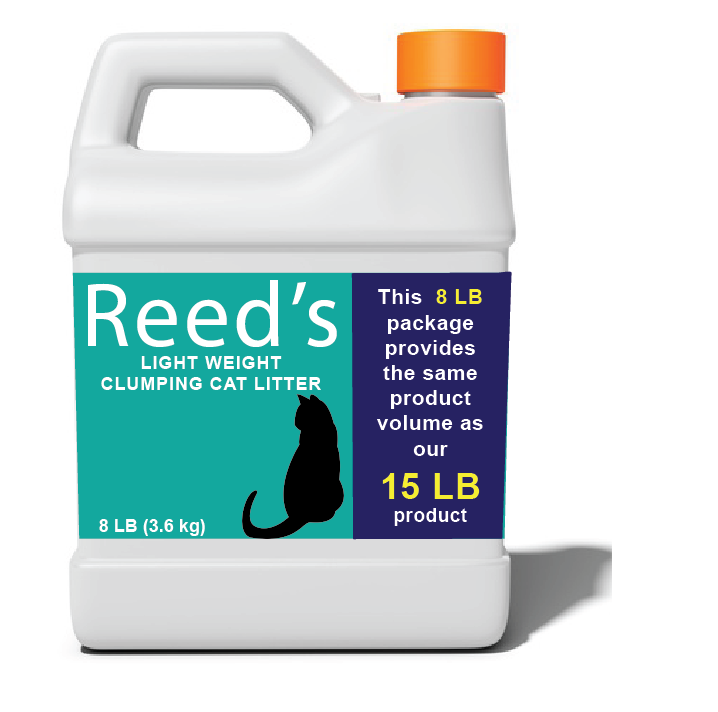 Reed's
LIGHT WEIGHT
CLUMPING CAT LITTER
8 LB (3.6 kg)
This 8 LB
package
provides
the same
product
volume as
our
15 LB
product